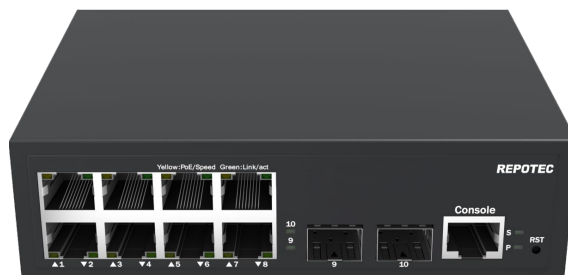 Yellow:PoE/Speed Green:Link/act
REPOTEC
Console
10
9
S
P
RST
▲1 ▼2 ▲3 ▼4 ▲5 ▼6 ▲7 ▼8
9
10